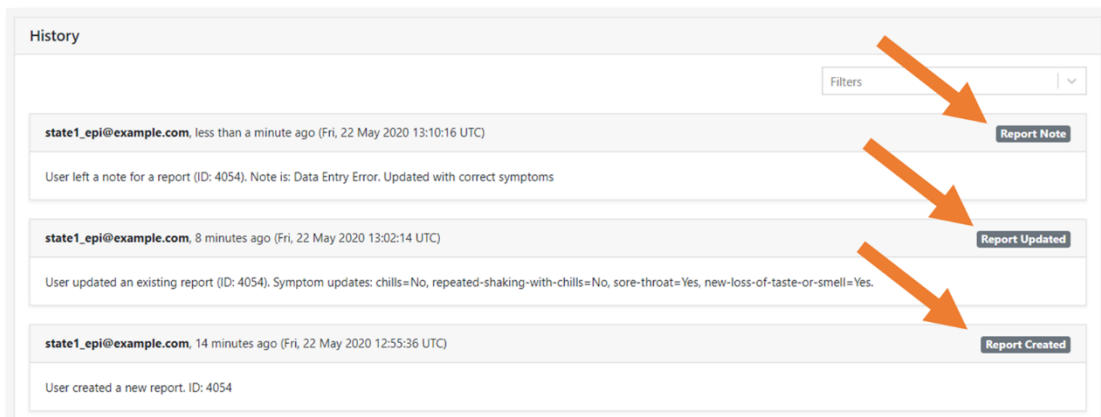 History
Filters
state1_epi@example.com, less than a minute ago (Fri, 22 May 2020 13:10:16 UTC)
Report Note
User left a note for a report (ID: 4054). Note is: Data Entry Error. Updated with correct symptoms
state1_epi@example.com, 8 minutes ago (Fri, 22 May 2020 13:02:14 UTC)
Report Updated
User updated an existing report (ID: 4054). Symptom updates: chills=No, repeated-shaking-with-chills=No, sore-throat=Yes, new-loss-of-taste-or-smell=Yes.
state1_epi@example.com, 14 minutes ago (Fri, 22 May 2020 12:55:36 UTC)
Report Created
User created a new report. ID: 4054